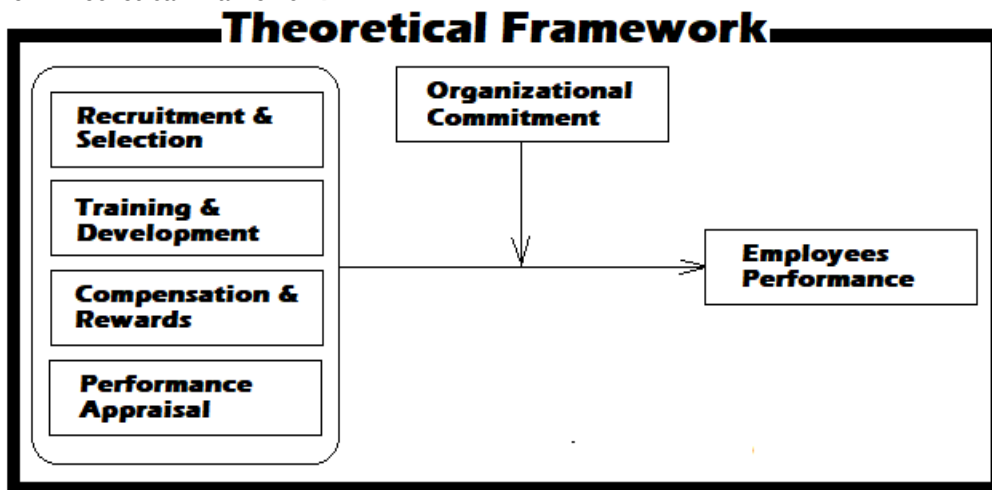 Theoretical Framework
Recruitment &
Selection
Training &
Development
Compensation &
Rewards
Performance
Appraisal
Organizational
Commitment
Employees
Performance